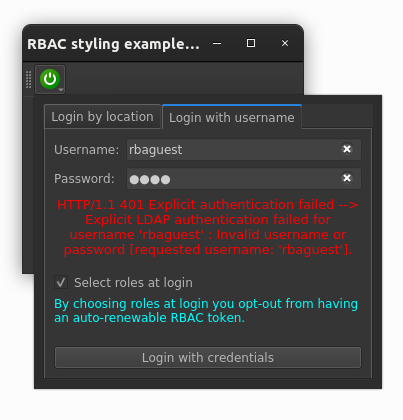 RBAC styling example...
Login by location
Login with username
Username: rbaguest
Password: ●●●●
HTTP/1.1 401 Explicit authentication failed -->
Explicit LDAP authentication failed for
username 'rbaguest' : Invalid username or
password [requested username: 'rbaguest'].
Select roles at login
By choosing roles at login you opt-out from having
an auto-renewable RBAC token.
Login with credentials